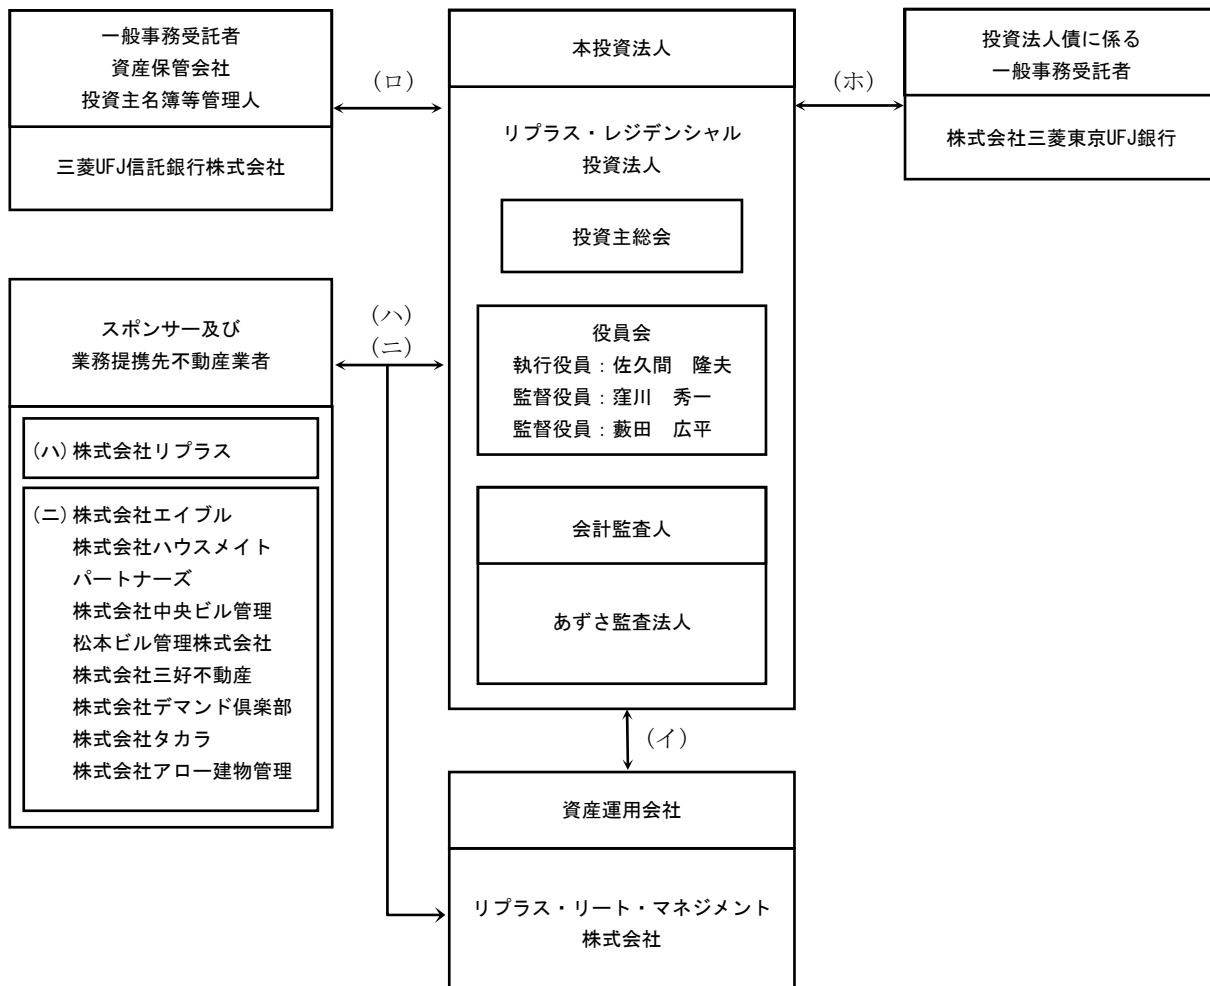 一般事務受託者
資産保管会社
投資主名簿等管理人
三菱UFJ信託銀行株式会社
(ロ)
本投資法人
リプラス・レジデンシャル
投資法人
投資主総会
役員会
執行役員：佐久間　隆夫
監督役員：窪川　秀一
監督役員：藪田　広平
会計監査人
あずさ監査法人
(ホ)
投資法人債に係る
一般事務受託者
株式会社三菱東京UFJ銀行
スポンサー及び
業務提携先不動産業者
(ハ)
(ニ)
(ハ)株式会社リプラス
(ニ)株式会社エイブル
株式会社ハウスメイト
パートナーズ
株式会社中央ビル管理
松本ビル管理株式会社
株式会社三好不動産
株式会社デマンド倶楽部
株式会社タカラ
株式会社アロー建物管理
(イ)
資産運用会社
リプラス・リート・マネジメント
株式会社